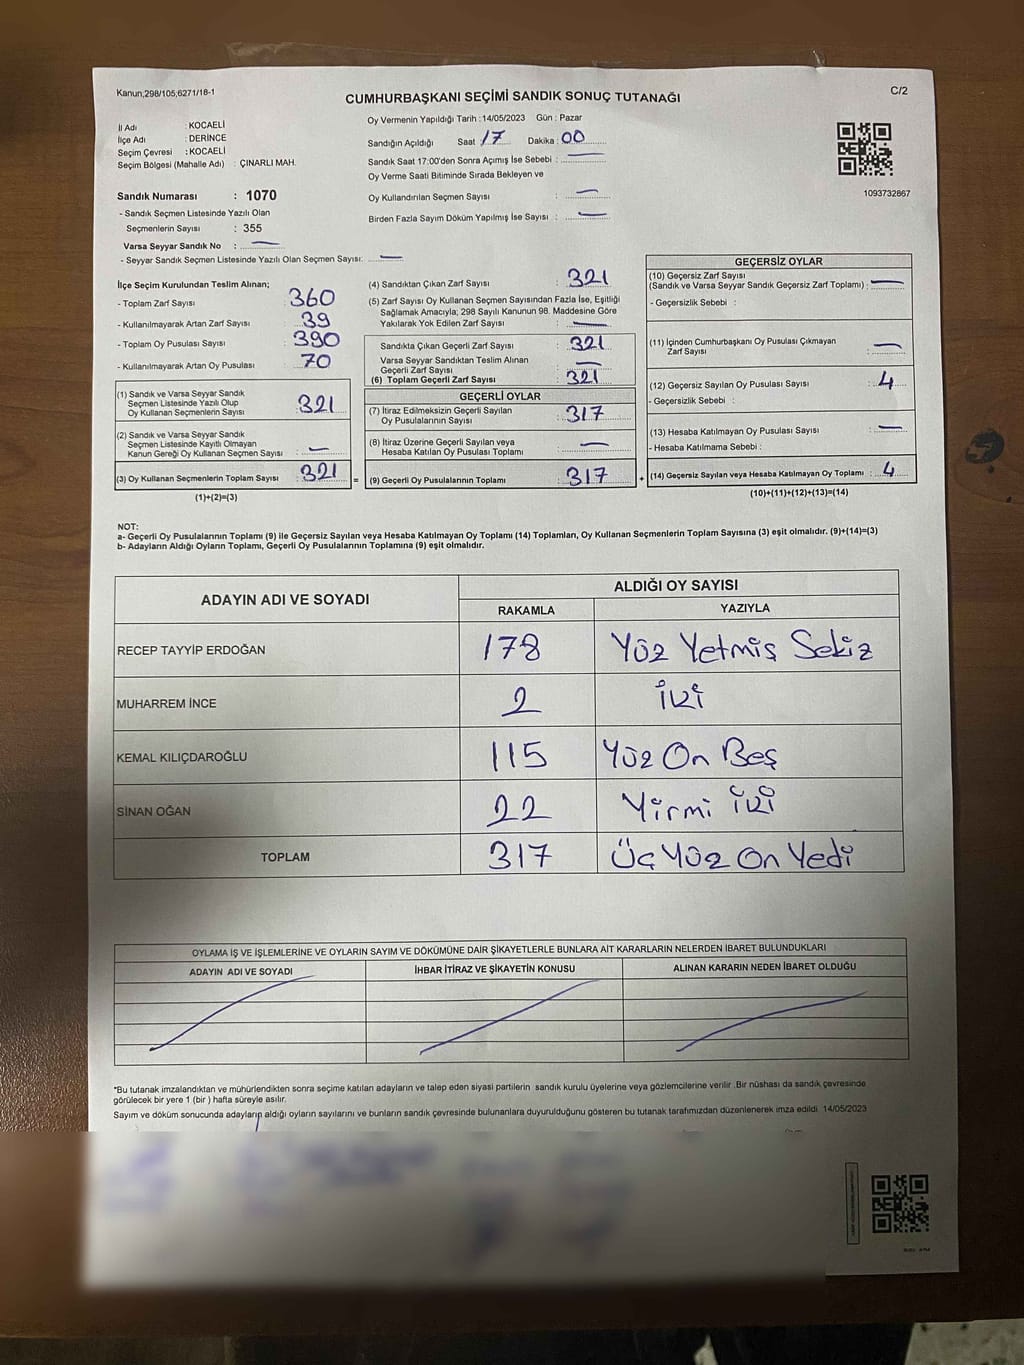 Kanun,298/105,6271/18-1
C/2
CUMHURBAŞKANI SEÇİMİ SANDIK SONUÇ TUTANAĞI
İl Adı : KOCAELİ
İlçe Adı : DERİNCE
Seçim Çevresi : KOCAELİ
Seçim Bölgesi (Mahalle Adı) : ÇINARLI MAH.
Sandık Numarası : 1070
- Sandık Seçmen Listesinde Yazılı Olan
Seçmenlerin Sayısı : 355
Varsa Seyyar Sandık No : —
- Seyyar Sandık Seçmen Listesinde Yazılı Olan Seçmen Sayısı: —
Oy Vermenin Yapıldığı Tarih : 14/05/2023 Gün : Pazar
Sandığın Açıldığı Saat 17 Dakika : 00
Sandık Saat 17:00'den Sonra Açımış İse Sebebi : —
Oy Verme Saati Bitiminde Sırada Bekleyen ve
Oy Kullandırılan Seçmen Sayısı : —
Birden Fazla Sayım Döküm Yapılmış İse Sayısı : —
1093732867
İlçe Seçim Kurulundan Teslim Alınan;
- Toplam Zarf Sayısı : 360
- Kullanılmayarak Artan Zarf Sayısı : 39
- Toplam Oy Pusulası Sayısı : 390
- Kullanılmayarak Artan Oy Pusulası : 70
(1) Sandık ve Varsa Seyyar Sandık
Seçmen Listesinde Yazılı Olup
Oy Kullanan Seçmenlerin Sayısı : 321
(2) Sandık ve Varsa Seyyar Sandık
Seçmen Listesinde Kayıtlı Olmayan
Kanun Gereği Oy Kullanan Seçmen Sayısı : —
(3) Oy Kullanan Seçmenlerin Toplam Sayısı : 321
(1)+(2)=(3)
(4) Sandıktan Çıkan Zarf Sayısı : 321
(5) Zarf Sayısı Oy Kullanan Seçmen Sayısından Fazla İse, Eşitliği
Sağlamak Amacıyla; 298 Sayılı Kanunun 98. Maddesine Göre
Yakılarak Yok Edilen Zarf Sayısı : —
Sandıkta Çıkan Geçerli Zarf Sayısı : 321
Varsa Seyyar Sandıktan Teslim Alınan
Geçerli Zarf Sayısı : —
(6) Toplam Geçerli Zarf Sayısı : 321
GEÇERLİ OYLAR
(7) İtiraz Edilmeksizin Geçerli Sayılan
Oy Pusulalarının Sayısı : 317
(8) İtiraz Üzerine Geçerli Sayılan veya
Hesaba Katılan Oy Pusulası Toplamı : —
= (9) Geçerli Oy Pusulalarının Toplamı : 317 +
GEÇERSİZ OYLAR
(10) Geçersiz Zarf Sayısı
(Sandık ve Varsa Seyyar Sandık Geçersiz Zarf Toplamı) : —
- Geçersizlik Sebebi :
(11) İçinden Cumhurbaşkanı Oy Pusulası Çıkmayan
Zarf Sayısı : —
(12) Geçersiz Sayılan Oy Pusulası Sayısı : 4
- Geçersizlik Sebebi :
(13) Hesaba Katılmayan Oy Pusulası Sayısı : —
- Hesaba Katılmama Sebebi :
(14) Geçersiz Sayılan veya Hesaba Katılmayan Oy Toplamı : 4
(10)+(11)+(12)+(13)=(14)
NOT:
a- Geçerli Oy Pusulalarının Toplamı (9) ile Geçersiz Sayılan veya Hesaba Katılmayan Oy Toplamı (14) Toplamları, Oy Kullanan Seçmenlerin Toplam Sayısına (3) eşit olmalıdır. (9)+(14)=(3)
b- Adayların Aldığı Oyların Toplamı, Geçerli Oy Pusulalarının Toplamına (9) eşit olmalıdır.
ADAYIN ADI VE SOYADI
ALDIĞI OY SAYISI
RAKAMLA YAZIYLA
RECEP TAYYİP ERDOĞAN 178 Yüz Yetmiş Sekiz
MUHARREM İNCE 2 İki
KEMAL KILIÇDAROĞLU 115 Yüz On Beş
SİNAN OĞAN 22 Yirmi İki
TOPLAM 317 Üç Yüz On Yedi
OYLAMA İŞ VE İŞLEMLERİNE VE OYLARIN SAYIM VE DÖKÜMÜNE DAİR ŞİKAYETLERLE BUNLARA AİT KARARLARIN NELERDEN İBARET BULUNDUKLARI
ADAYIN ADI VE SOYADI İHBAR İTİRAZ VE ŞİKAYETİN KONUSU ALINAN KARARIN NEDEN İBARET OLDUĞU
*Bu tutanak imzalandıktan ve mühürlendikten sonra seçime katılan adayların ve talep eden siyasi partilerin sandık kurulu üyelerine veya gözlemcilerine verilir .Bir nüshası da sandık çevresinde
görülecek bir yere 1 (bir ) hafta süreyle asılır.
Sayım ve döküm sonucunda adayların aldığı oyların sayılarını ve bunların sandık çevresinde bulunanlara duyurulduğunu gösteren bu tutanak tarafımızdan düzenlenerek imza edildi. 14/05/2023